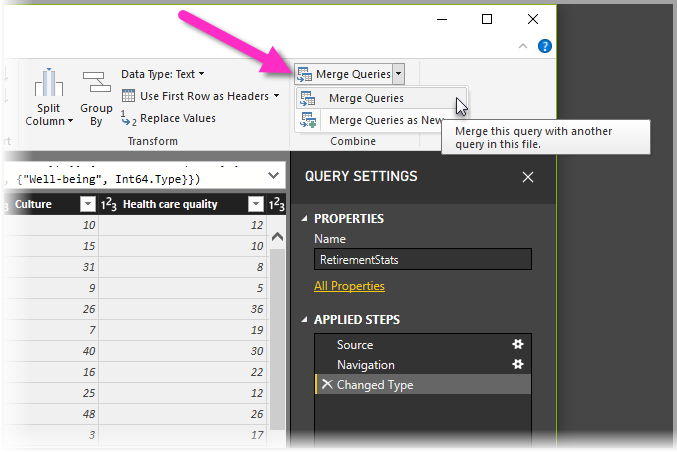 Merge Queries
Data Type: Text
Split
Column
Group
By
Use First Row as Headers
1
2 Replace Values
Merge Queries
Merge Queries as New
Transform
Combine
Merge this query with another
query in this file.
{"Well-being", Int64.Type}})
Culture
123 Health care quality
123
10 12
15 10
31 8
9 5
26 36
7 19
40 30
16 22
25 12
48 26
3 17
QUERY SETTINGS
PROPERTIES
Name
RetirementStats
All Properties
APPLIED STEPS
Source
Navigation
Changed Type